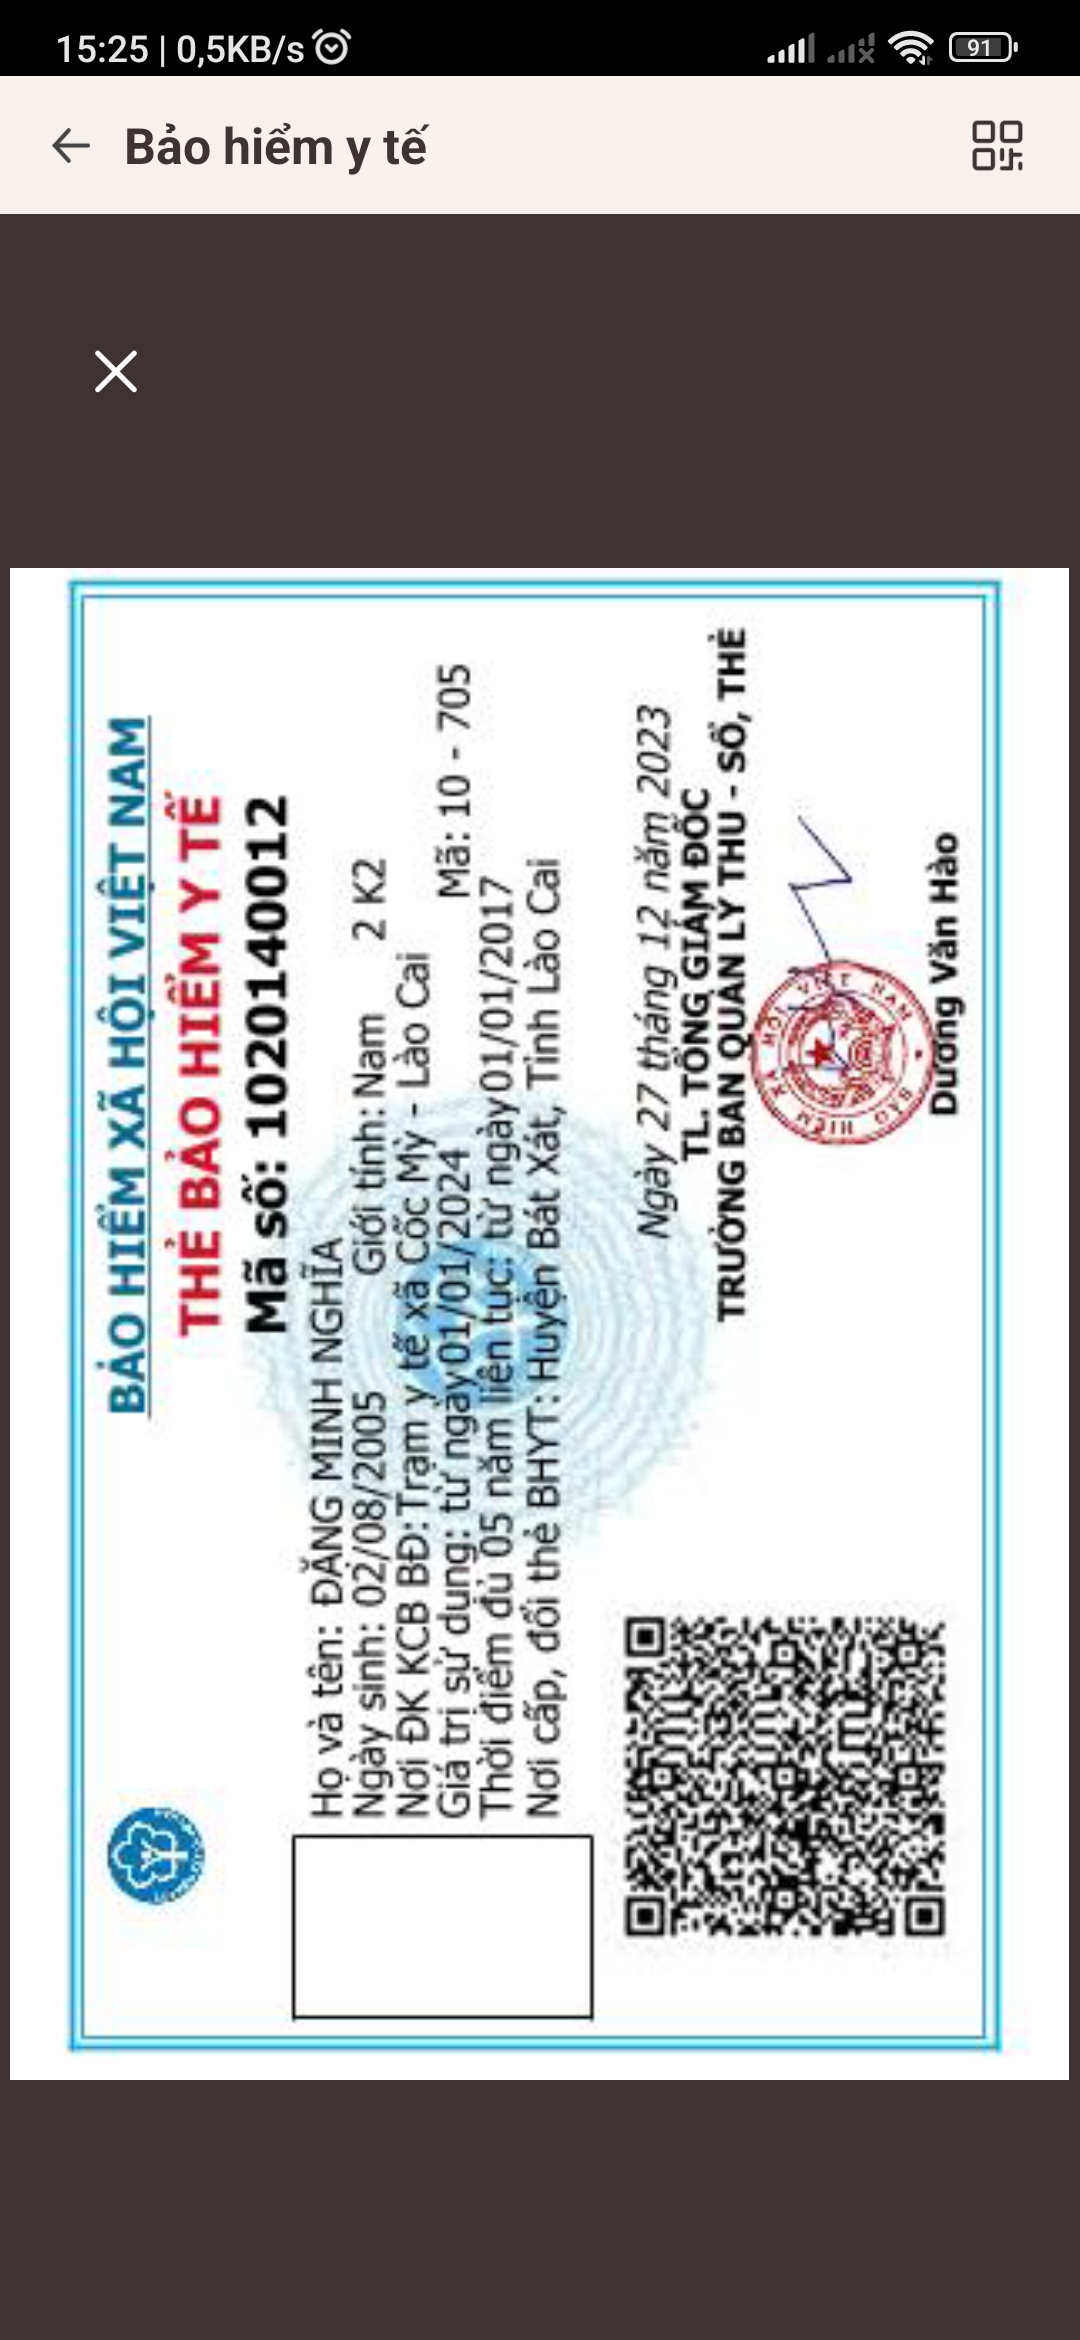 BẢO HIỂM XÃ HỘI VIỆT NAM
THẺ BẢO HIỂM Y TẾ
Mã số: 1020140012
Họ và tên: ĐẶNG MINH NGHĨA
Ngày sinh: 02/08/2005 Giới tính: Nam 2 K2
Nơi ĐK KCB BĐ: Trạm y tế xã Cốc Mỳ - Lào Cai
Giá trị sử dụng: từ ngày 01/01/2024 Mã: 10 - 705
Thời điểm đủ 05 năm liên tục: từ ngày 01/01/2017
Nơi cấp, đổi thẻ BHYT: Huyện Bát Xát, Tỉnh Lào Cai
Ngày 27 tháng 12 năm 2023
TL. TỔNG GIÁM ĐỐC
TRƯỞNG BAN QUẢN LÝ THU - SỔ, THẺ
BẢO HIỂM XÃ HỘI VIỆT NAM
Dương Văn Hào
Bảo hiểm y tế
15:25 | 0,5KB/s
91